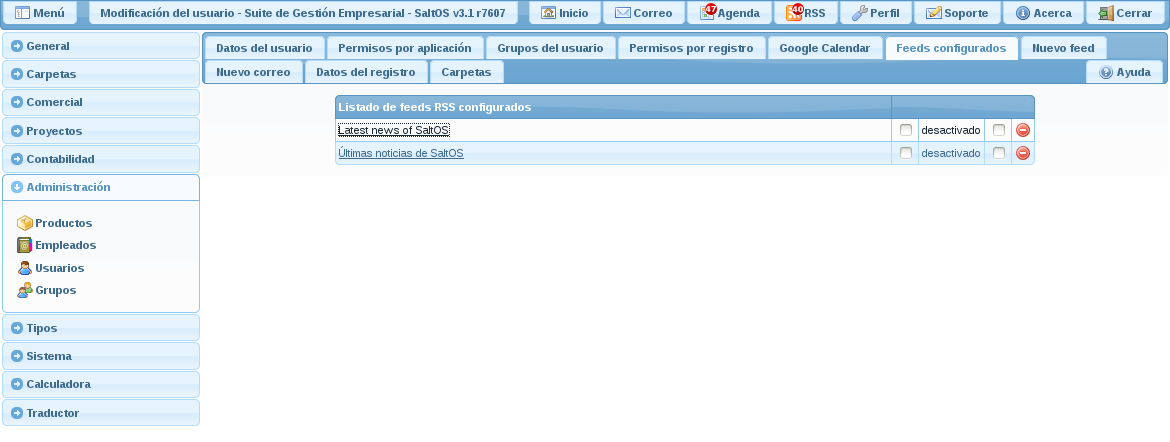 Menú
Modificación del usuario - Suite de Gestión Empresarial - SaltOS v3.1 r7607
Inicio
Correo
47
Agenda
40
RSS
Perfil
Soporte
Acerca
Cerrar
General
Carpetas
Comercial
Proyectos
Contabilidad
Administración
Productos
Empleados
Usuarios
Grupos
Tipos
Sistema
Calculadora
Traductor
Datos del usuario
Permisos por aplicación
Grupos del usuario
Permisos por registro
Google Calendar
Feeds configurados
Nuevo feed
Nuevo correo
Datos del registro
Carpetas
Ayuda
Listado de feeds RSS configurados
Latest news of SaltOS
desactivado
Últimas noticias de SaltOS
desactivado